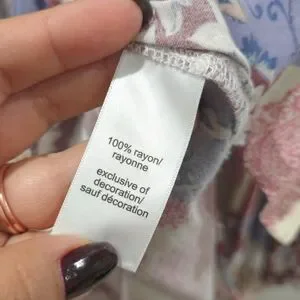 100% rayon/
rayonne
exclusive of
decoration/
sauf décoration